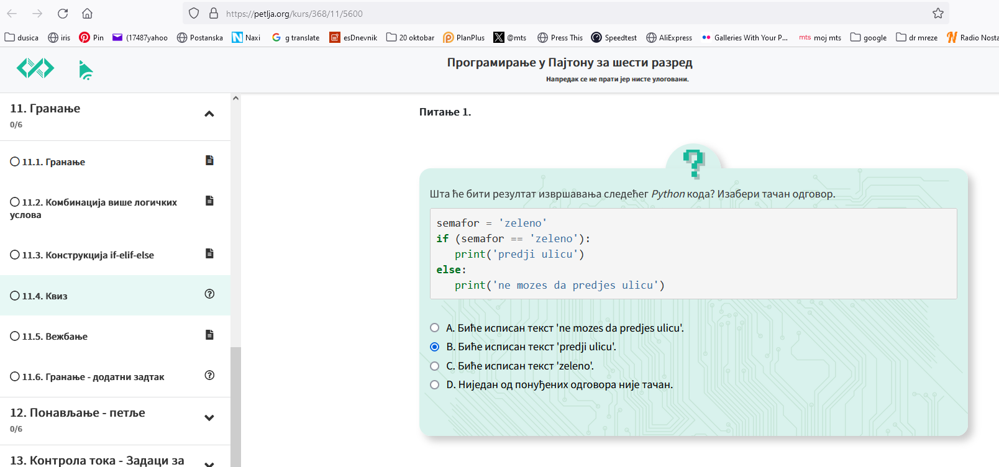 https://petlja.org/kurs/368/11/5600
dusica iris Pin (17487yahoo Postanska Naxi g translate esDnevnik 20 oktobar PlanPlus @mts Press This Speedtest AliExpress Galleries With Your P... mts moj mts google dr mreze Radio Nosta
Програмирање у Пајтону за шести разред
Напредак се не прати јер нисте улоговани.
11. Гранање
0/6
11.1. Гранање
11.2. Комбинација више логичких
услова
11.3. Конструкција if-elif-else
11.4. Квиз
11.5. Вежбање
11.6. Гранање - додатни задтак
12. Понављање - петље
0/6
13. Контрола тока - Задаци за
Питање 1.
Шта ће бити резултат извршавања следећег Python кода? Изабери тачан одговор.
semafor = 'zeleno'
if (semafor == 'zeleno'):
print('predji ulicu')
else:
print('ne mozes da predjes ulicu')
A. Биће исписан текст 'ne mozes da predjes ulicu'.
B. Биће исписан текст 'predji ulicu'.
C. Биће исписан текст 'zeleno'.
D. Ниједан од понуђених одговора није тачан.